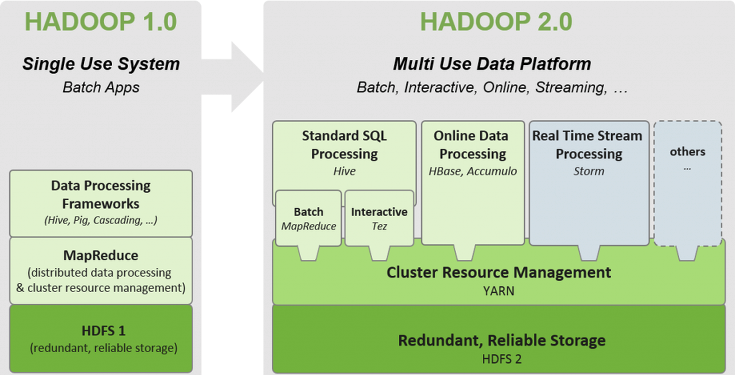 HADOOP 1.0
Single Use System
Batch Apps
Data Processing
Frameworks
(Hive, Pig, Cascading, …)
MapReduce
(distributed data processing
& cluster resource management)
HDFS 1
(redundant, reliable storage)
HADOOP 2.0
Multi Use Data Platform
Batch, Interactive, Online, Streaming, …
Standard SQL
Processing
Hive
Batch
MapReduce
Interactive
Tez
Online Data
Processing
HBase, Accumulo
Real Time Stream
Processing
Storm
others
…
Cluster Resource Management
YARN
Redundant, Reliable Storage
HDFS 2